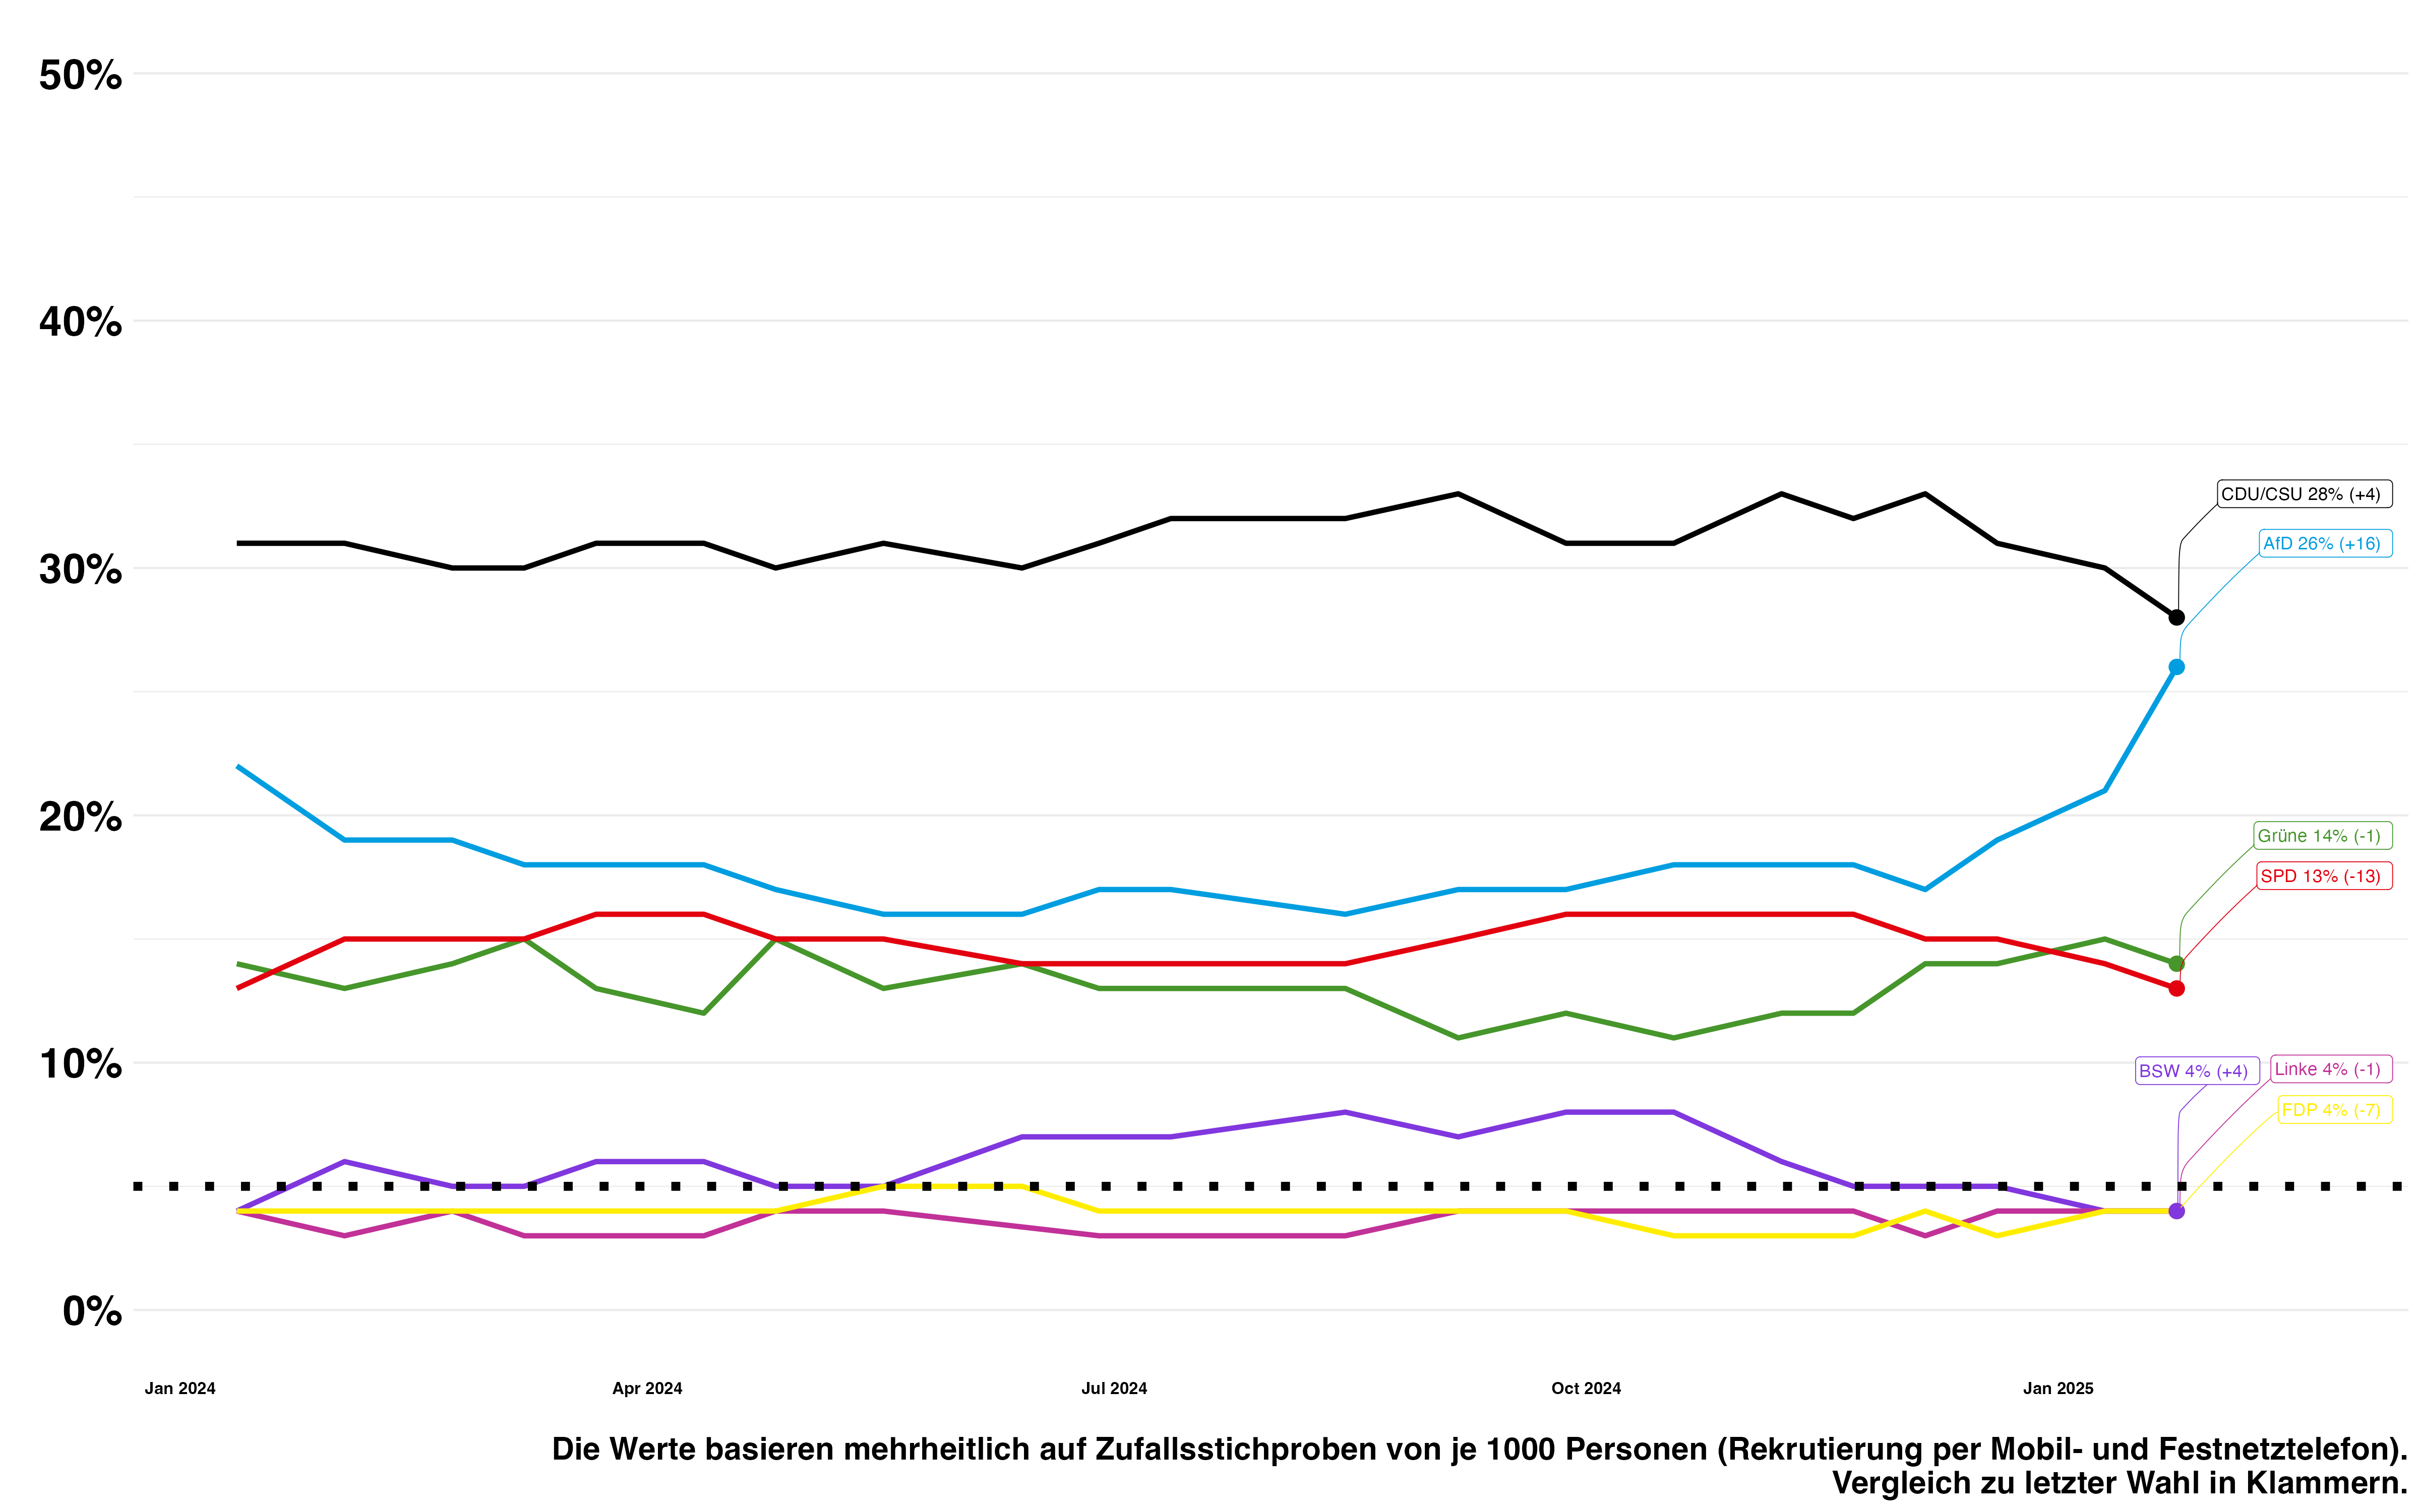 50%
40%
30%
20%
10%
0%
CDU/CSU 28% (+4)
AfD 26% (+16)
Grüne 14% (-1)
SPD 13% (-13)
BSW 4% (+4)
Linke 4% (-1)
FDP 4% (-7)
Jan 2024
Apr 2024
Jul 2024
Oct 2024
Jan 2025
Die Werte basieren mehrheitlich auf Zufallsstichproben von je 1000 Personen (Rekrutierung per Mobil- und Festnetztelefon).
Vergleich zu letzter Wahl in Klammern.